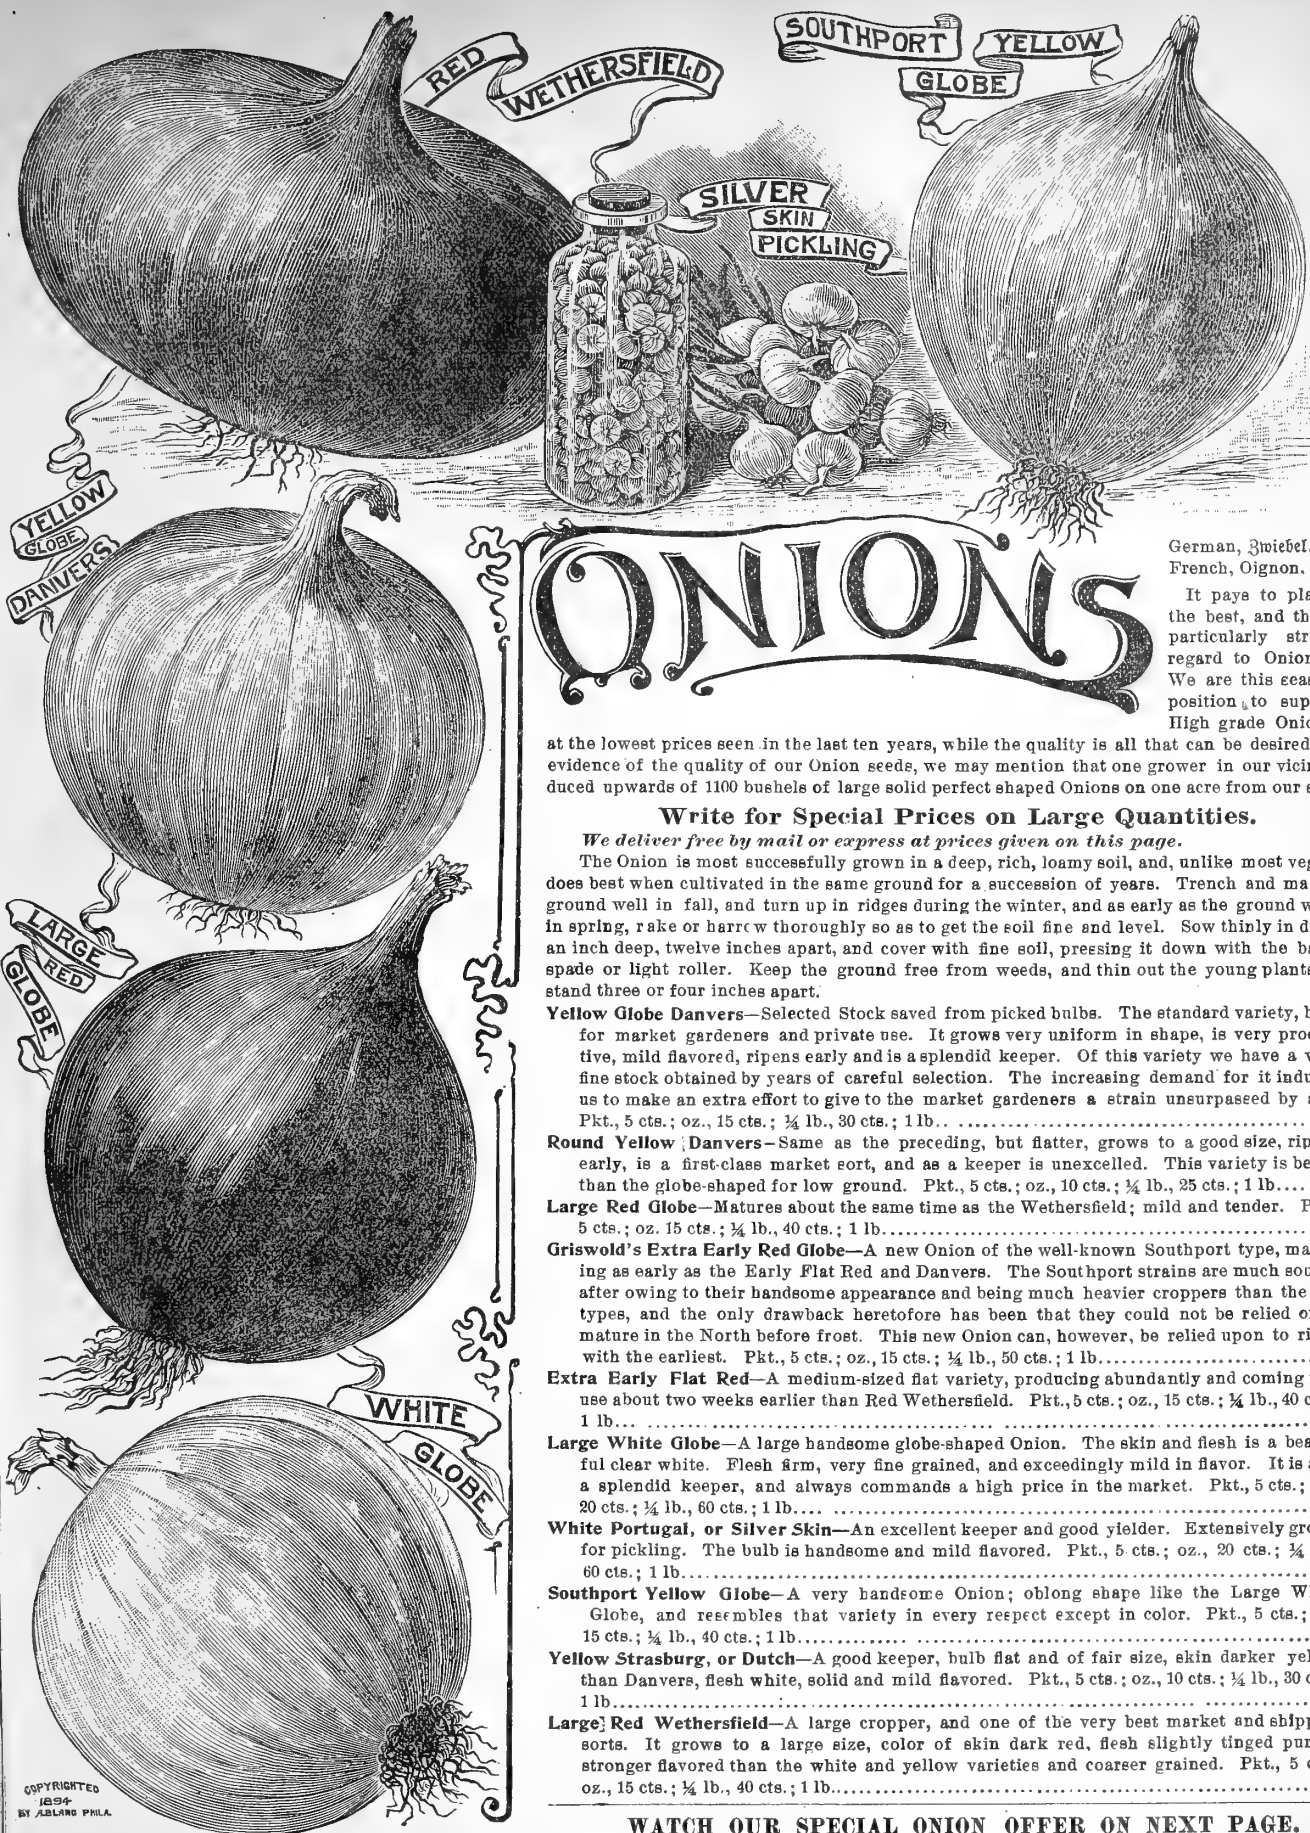 RED WETHERSFIELD
SOUTHPORT YELLOW
GLOBE
SILVER
SKIN
PICKLING
YELLOW
GLOBE
DANVERS
LARGE
RED
GLOBE
WHITE
GLOBE
COPYRIGHTED
1894
BY A.BLANC PHILA.
ONIONS
German, Zwiebel.
French, Oignon.
It pays to pla
the best, and th
particularly str
regard to Onion
We are this seas
position to sup
High grade Onio
at the lowest prices seen in the last ten years, while the quality is all that can be desired
evidence of the quality of our Onion seeds, we may mention that one grower in our vicin
duced upwards of 1100 bushels of large solid perfect shaped Onions on one acre from our s
Write for Special Prices on Large Quantities.
We deliver free by mail or express at prices given on this page.
The Onion is most successfully grown in a deep, rich, loamy soil, and, unlike most veg
does best when cultivated in the same ground for a succession of years. Trench and ma
ground well in fall, and turn up in ridges during the winter, and as early as the ground w
in spring, rake or harrow thoroughly so as to get the soil fine and level. Sow thinly in d
an inch deep, twelve inches apart, and cover with fine soil, pressing it down with the ba
spade or light roller. Keep the ground free from weeds, and thin out the young plants
stand three or four inches apart.
Yellow Globe Danvers—Selected Stock saved from picked bulbs. The standard variety, b
for market gardeners and private use. It grows very uniform in shape, is very prod
tive, mild flavored, ripens early and is a splendid keeper. Of this variety we have a v
fine stock obtained by years of careful selection. The increasing demand for it indu
us to make an extra effort to give to the market gardeners a strain unsurpassed by a
Pkt., 5 cts.; oz., 15 cts.; ¼ lb., 30 cts.; 1 lb.. ........................................
Round Yellow Danvers—Same as the preceding, but flatter, grows to a good size, rip
early, is a first-class market sort, and as a keeper is unexcelled. This variety is be
than the globe-shaped for low ground. Pkt., 5 cts.; oz., 10 cts.; ¼ lb., 25 cts.; 1 lb....
Large Red Globe—Matures about the same time as the Wethersfield; mild and tender. P
5 cts.; oz. 15 cts.; ¼ lb., 40 cts.; 1 lb..............................................
Griswold's Extra Early Red Globe—A new Onion of the well-known Southport type, ma
ing as early as the Early Flat Red and Danvers. The Southport strains are much sou
after owing to their handsome appearance and being much heavier croppers than the
types, and the only drawback heretofore has been that they could not be relied o
mature in the North before frost. This new Onion can, however, be relied upon to ri
with the earliest. Pkt., 5 cts.; oz., 15 cts.; ¼ lb., 50 cts.; 1 lb..........................
Extra Early Flat Red—A medium-sized flat variety, producing abundantly and coming
use about two weeks earlier than Red Wethersfield. Pkt., 5 cts.; oz., 15 cts.; ¼ lb., 40 c
1 lb... ..............................................................
Large White Globe—A large handsome globe-shaped Onion. The skin and flesh is a bea
ful clear white. Flesh firm, very fine grained, and exceedingly mild in flavor. It is a
a splendid keeper, and always commands a high price in the market. Pkt., 5 cts.;
20 cts.; ¼ lb., 60 cts.; 1 lb.... ..................................................
White Portugal, or Silver Skin—An excellent keeper and good yielder. Extensively gro
for pickling. The bulb is handsome and mild flavored. Pkt., 5 cts.; oz., 20 cts.; ¼
60 cts.; 1 lb..............................................................
Southport Yellow Globe—A very handsome Onion; oblong shape like the Large W
Globe, and resembles that variety in every respect except in color. Pkt., 5 cts.;
15 cts.; ¼ lb., 40 cts.; 1 lb............ ..........................................
Yellow Strasburg, or Dutch—A good keeper, bulb flat and of fair size, skin darker yel
than Danvers, flesh white, solid and mild flavored. Pkt., 5 cts.; oz., 10 cts.; ¼ lb., 30 c
1 lb....................:......................................... ............
Large Red Wethersfield—A large cropper, and one of the very best market and shipp
sorts. It grows to a large size, color of skin dark red, flesh slightly tinged pur
stronger flavored than the white and yellow varieties and coarser grained. Pkt., 5 c
oz., 15 cts.; ¼ lb., 40 cts.; 1 lb..................................................
WATCH OUR SPECIAL ONION OFFER ON NEXT PAGE.